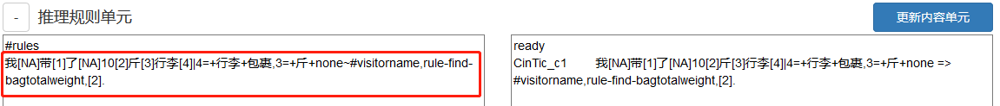 - 推理规则单元
更新内容单元
#rules
我[NA]带[1]了[NA]10[2]斤[3]行李[4]|4=+行李+包裹,3=+斤+none~#visitorname,rule-find-
bagtotalweight,[2].
ready
CinTic_c1 我[NA]带[1]了[NA]10[2]斤[3]行李[4]|4=+行李+包裹,3=+斤+none =>
#visitorname,rule-find-bagtotalweight,[2].